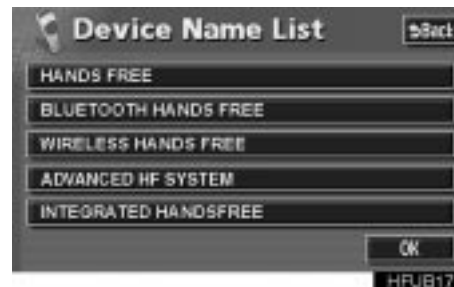 Device Name List
Back
HANDS FREE
BLUETOOTH HANDS FREE
WIRELESS HANDS FREE
ADVANCED HF SYSTEM
INTEGRATED HANDSFREE
OK
HFUB17